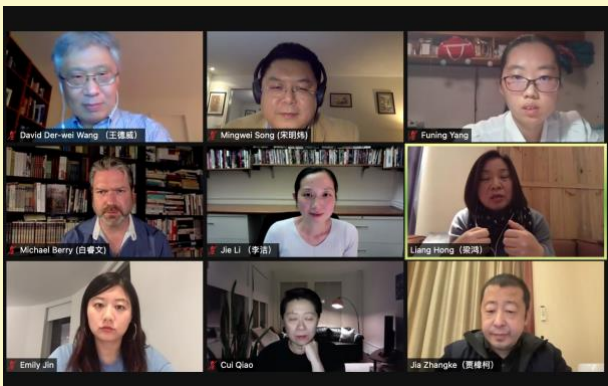 David Der-wei Wang （王德威）
Mingwei Song (宋明炜)
Funing Yang
Michael Berry (白睿文)
Jie Li （李洁）
Liang Hong（梁鸿）
Emily Jin
Cui Qiao
Jia Zhangke（贾樟柯）